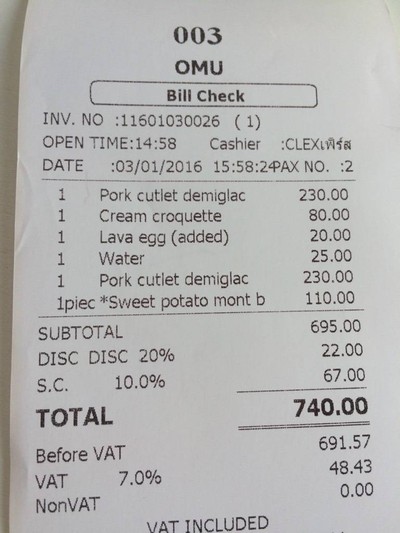 003
OMU
Bill Check
INV. NO :11601030026 ( 1)
OPEN TIME:14:58 Cashier :CLEXเฟิร์ส
DATE :03/01/2016 15:58:24PAX NO. :2
1 Pork cutlet demiglac 230.00
1 Cream croquette 80.00
1 Lava egg (added) 20.00
1 Water 25.00
1 Pork cutlet demiglac 230.00
1piec *Sweet potato mont b 110.00
SUBTOTAL 695.00
DISC DISC 20% 22.00
S.C. 10.0% 67.00
TOTAL 740.00
Before VAT 691.57
VAT 7.0% 48.43
NonVAT 0.00
VAT INCLUDED